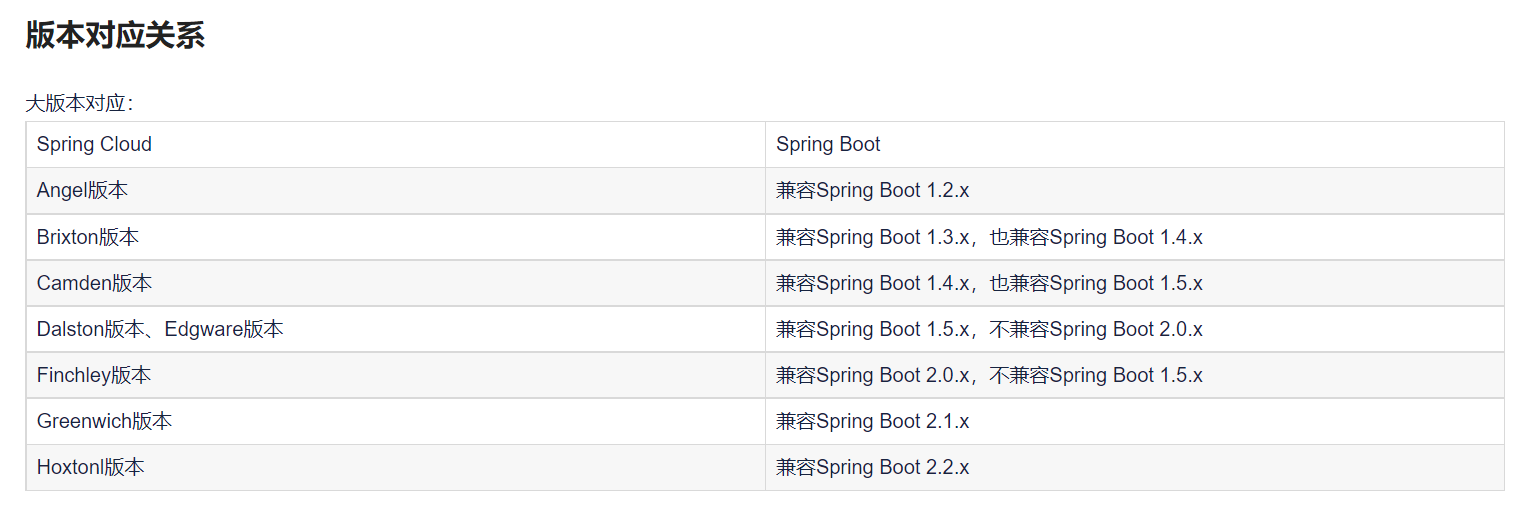 版本对应关系
大版本对应：
Spring Cloud Spring Boot
Angel版本 兼容Spring Boot 1.2.x
Brixton版本 兼容Spring Boot 1.3.x，也兼容Spring Boot 1.4.x
Camden版本 兼容Spring Boot 1.4.x，也兼容Spring Boot 1.5.x
Dalston版本、Edgware版本 兼容Spring Boot 1.5.x，不兼容Spring Boot 2.0.x
Finchley版本 兼容Spring Boot 2.0.x，不兼容Spring Boot 1.5.x
Greenwich版本 兼容Spring Boot 2.1.x
Hoxtonl版本 兼容Spring Boot 2.2.x